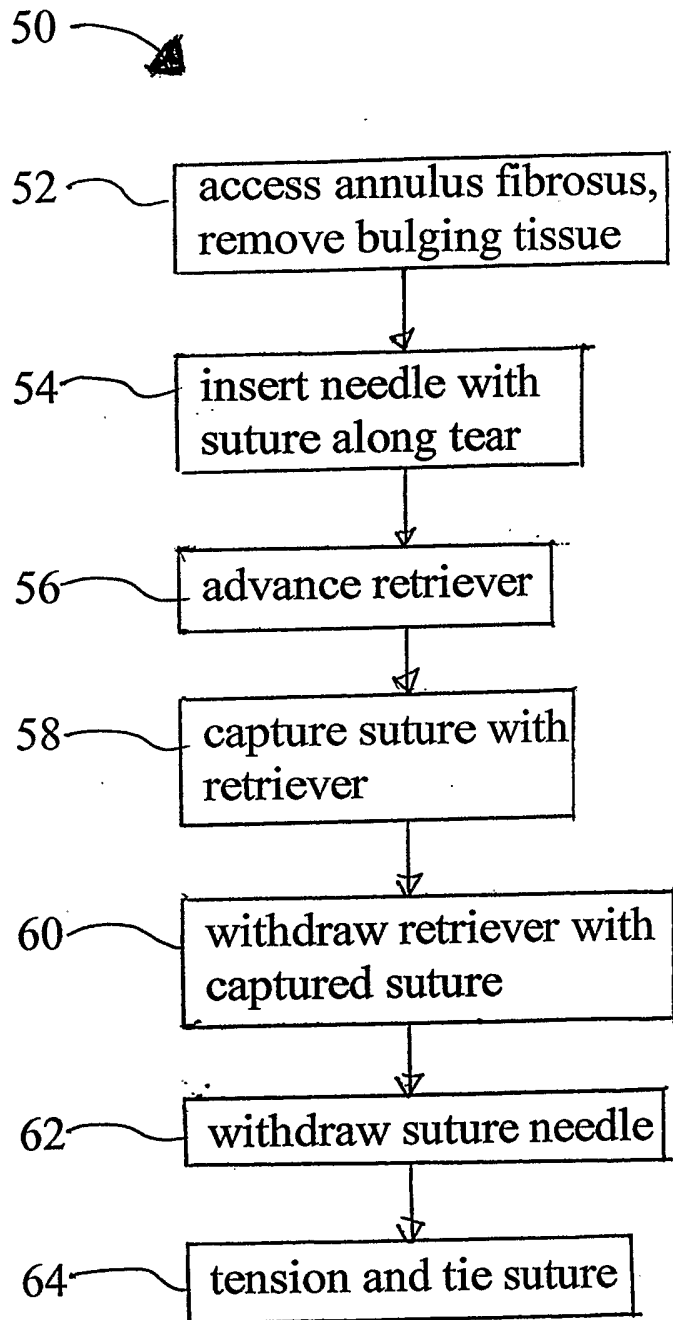 50
52
access annulus fibrosus,
remove bulging tissue
54
insert needle with
suture along tear
56
advance retriever
58
capture suture with
retriever
60
withdraw retriever with
captured suture
62
withdraw suture needle
64
tension and tie suture